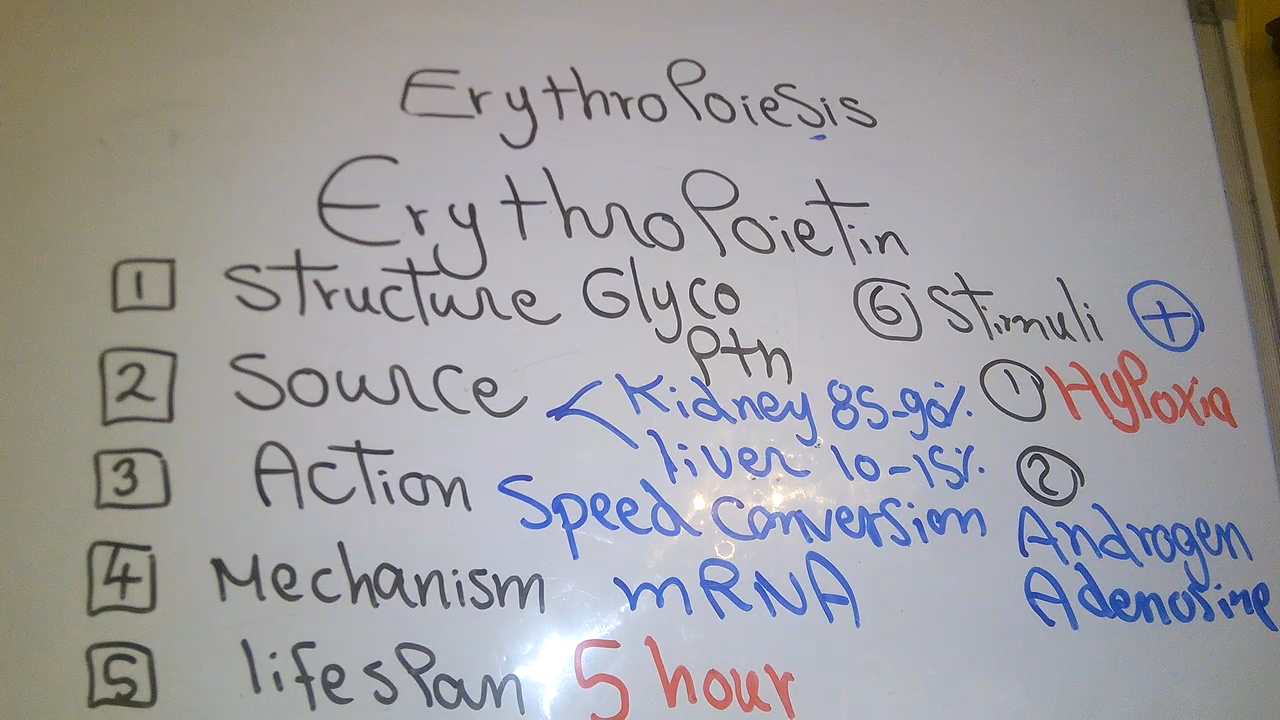 ErythroPoiesis
ErythroPoietin
1 Structure Glyco Ptn
2 Source < Kidney 85-90%
liver 10-15%
3 Action Speed conversion
4 Mechanism mRNA
5 lifesPan 5 hour
6 Stimuli +
1 HyPoxia
2 Androgen
Adenosine